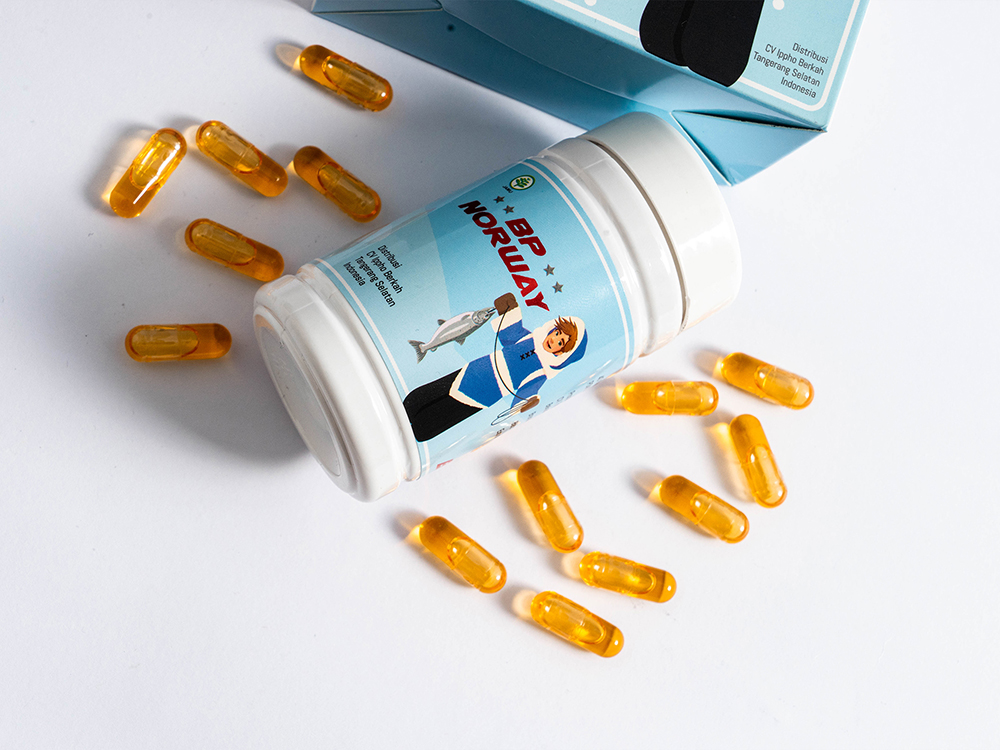 Distribusi
CV Ippho Berkah
Tangerang Selatan
Indonesia
BP
NORWAY
Distribusi
CV Ippho Berkah
Tangerang Selatan
Indonesia